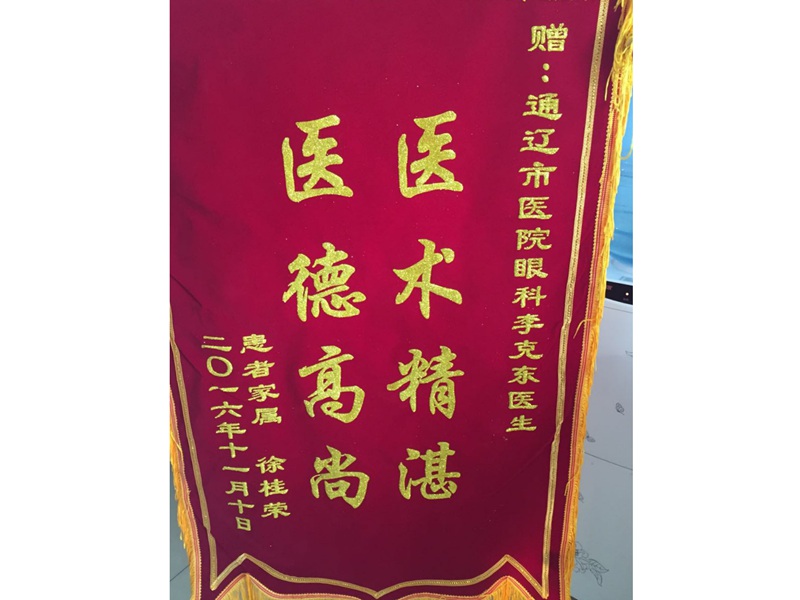 赠：通辽市医院眼科李克东医生
医术精湛
医德高尚
患者家属 徐桂荣
二〇一六年十一月十日